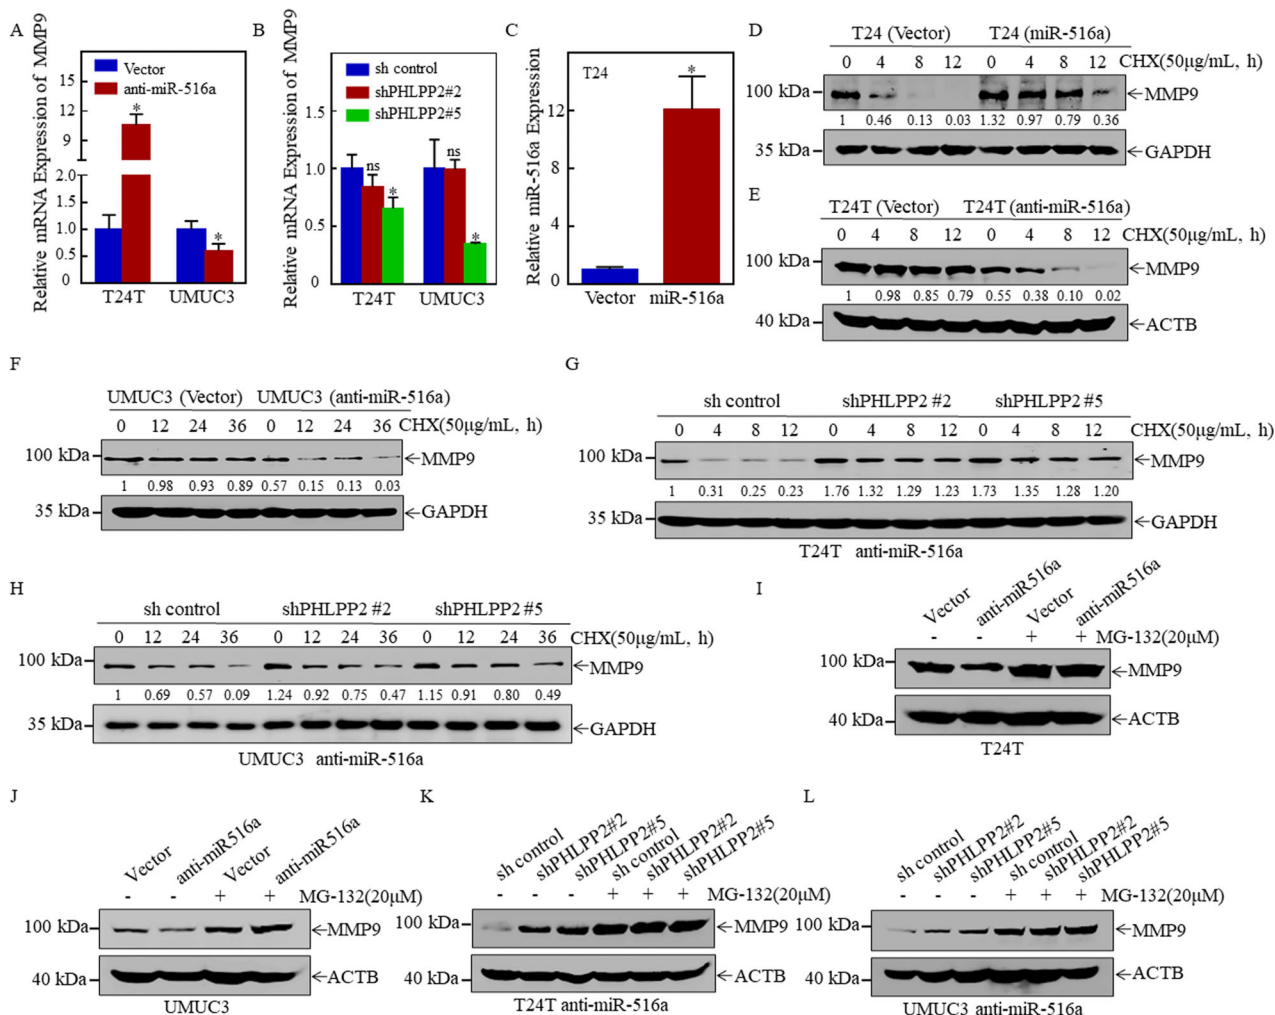 A
Relative mRNA Expression of MMP9
15
12
9
2.0
1.5
1.0
0.5
0
Vector
anti-miR-516a
*
*
T24T UMUC3
B
Relative mRNA Expression of MMP9
1.5
1.0
0.5
0
sh control
shPHLPP2#2
shPHLPP2#5
ns * ns *
T24T UMUC3
C
Relative miR-516a Expression
12
8
4
0
T24
*
Vector miR-516a
D
T24 (Vector) T24 (miR-516a)
0 4 8 12 0 4 8 12 CHX(50μg/mL, h)
100 kDa ←MMP9
1 0.46 0.13 0.03 1.32 0.97 0.79 0.36
35 kDa ←GAPDH
E
T24T (Vector) T24T (anti-miR-516a)
0 4 8 12 0 4 8 12 CHX(50μg/mL, h)
100 kDa ←MMP9
1 0.98 0.85 0.79 0.55 0.38 0.10 0.02
40 kDa ←ACTB
F
UMUC3 (Vector) UMUC3 (anti-miR-516a)
0 12 24 36 0 12 24 36 CHX(50μg/mL, h)
100 kDa ←MMP9
1 0.98 0.93 0.89 0.57 0.15 0.13 0.03
35 kDa ←GAPDH
G
sh control shPHLPP2 #2 shPHLPP2 #5
0 4 8 12 0 4 8 12 0 4 8 12 CHX(50μg/mL, h)
100 kDa ←MMP9
1 0.31 0.25 0.23 1.76 1.32 1.29 1.23 1.73 1.35 1.28 1.20
35 kDa ←GAPDH
T24T anti-miR-516a
H
sh control shPHLPP2 #2 shPHLPP2 #5
0 12 24 36 0 12 24 36 0 12 24 36 CHX(50μg/mL, h)
100 kDa ←MMP9
1 0.69 0.57 0.09 1.24 0.92 0.75 0.47 1.15 0.91 0.80 0.49
35 kDa ←GAPDH
UMUC3 anti-miR-516a
I
Vector anti-miR516a Vector anti-miR516a
- - + + MG-132(20μM)
100 kDa ←MMP9
40 kDa ←ACTB
T24T
J
Vector anti-miR516a Vector anti-miR516a
- - + + MG-132(20μM)
100 kDa ←MMP9
40 kDa ←ACTB
UMUC3
K
sh control shPHLPP2#2 shPHLPP2#5 sh control shPHLPP2#2 shPHLPP2#5
- - - + + + MG-132(20μM)
100 kDa ←MMP9
40 kDa ←ACTB
T24T anti-miR-516a
L
sh control shPHLPP2#2 shPHLPP2#5 sh control shPHLPP2#2 shPHLPP2#5
- - - + + + MG-132(20μM)
100 kDa ←MMP9
40 kDa ←ACTB
UMUC3 anti-miR-516a